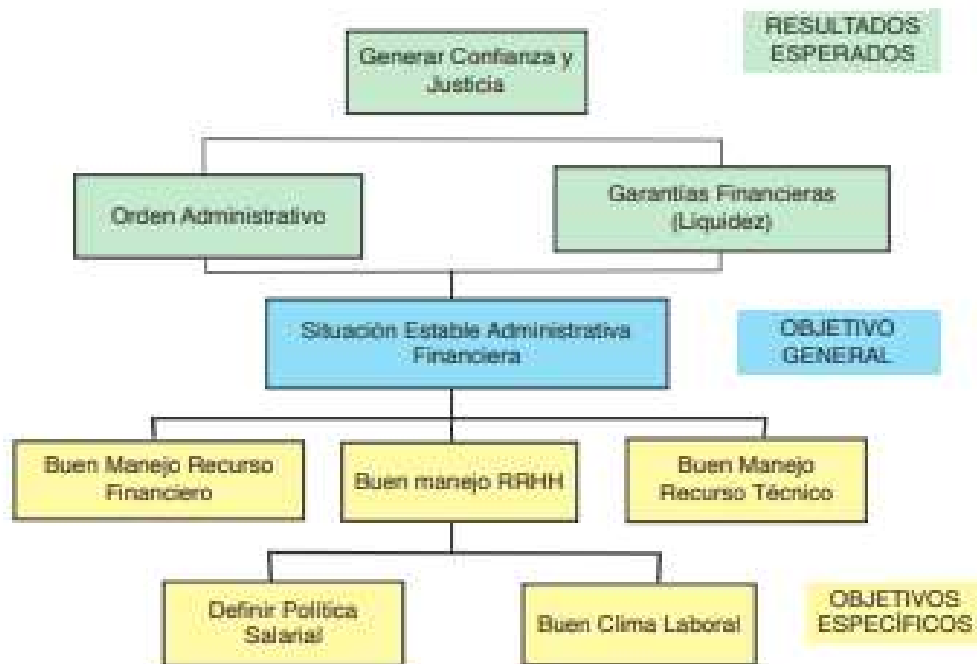 RESULTADOS
ESPERADOS
Generar Confianza y
Justicia
Orden Administrativo
Garantías Financieras
(Liquidez)
Situación Estable Administrativa
Financiera
OBJETIVO
GENERAL
Buen Manejo Recurso
Financiero
Buen manejo RRHH
Buen Manejo
Recurso Técnico
Definir Política
Salarial
Buen Clima Laboral
OBJETIVOS
ESPECÍFICOS